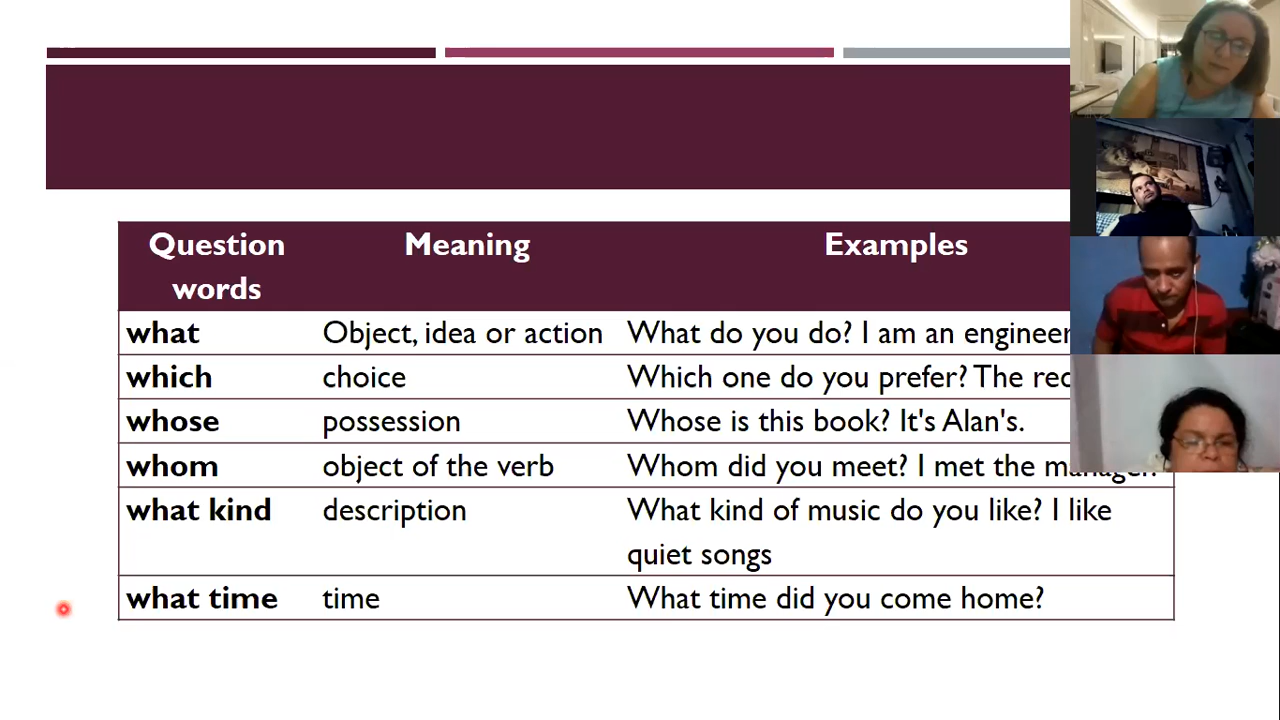 Question Meaning Examples
words
what Object, idea or action What do you do? I am an engineer
which choice Which one do you prefer? The
whose possession Whose is this book? It's Alan's.
whom object of the verb Whom did you meet? I met the manager.
what kind description What kind of music do you like? I like
quiet songs
what time time What time did you come home?